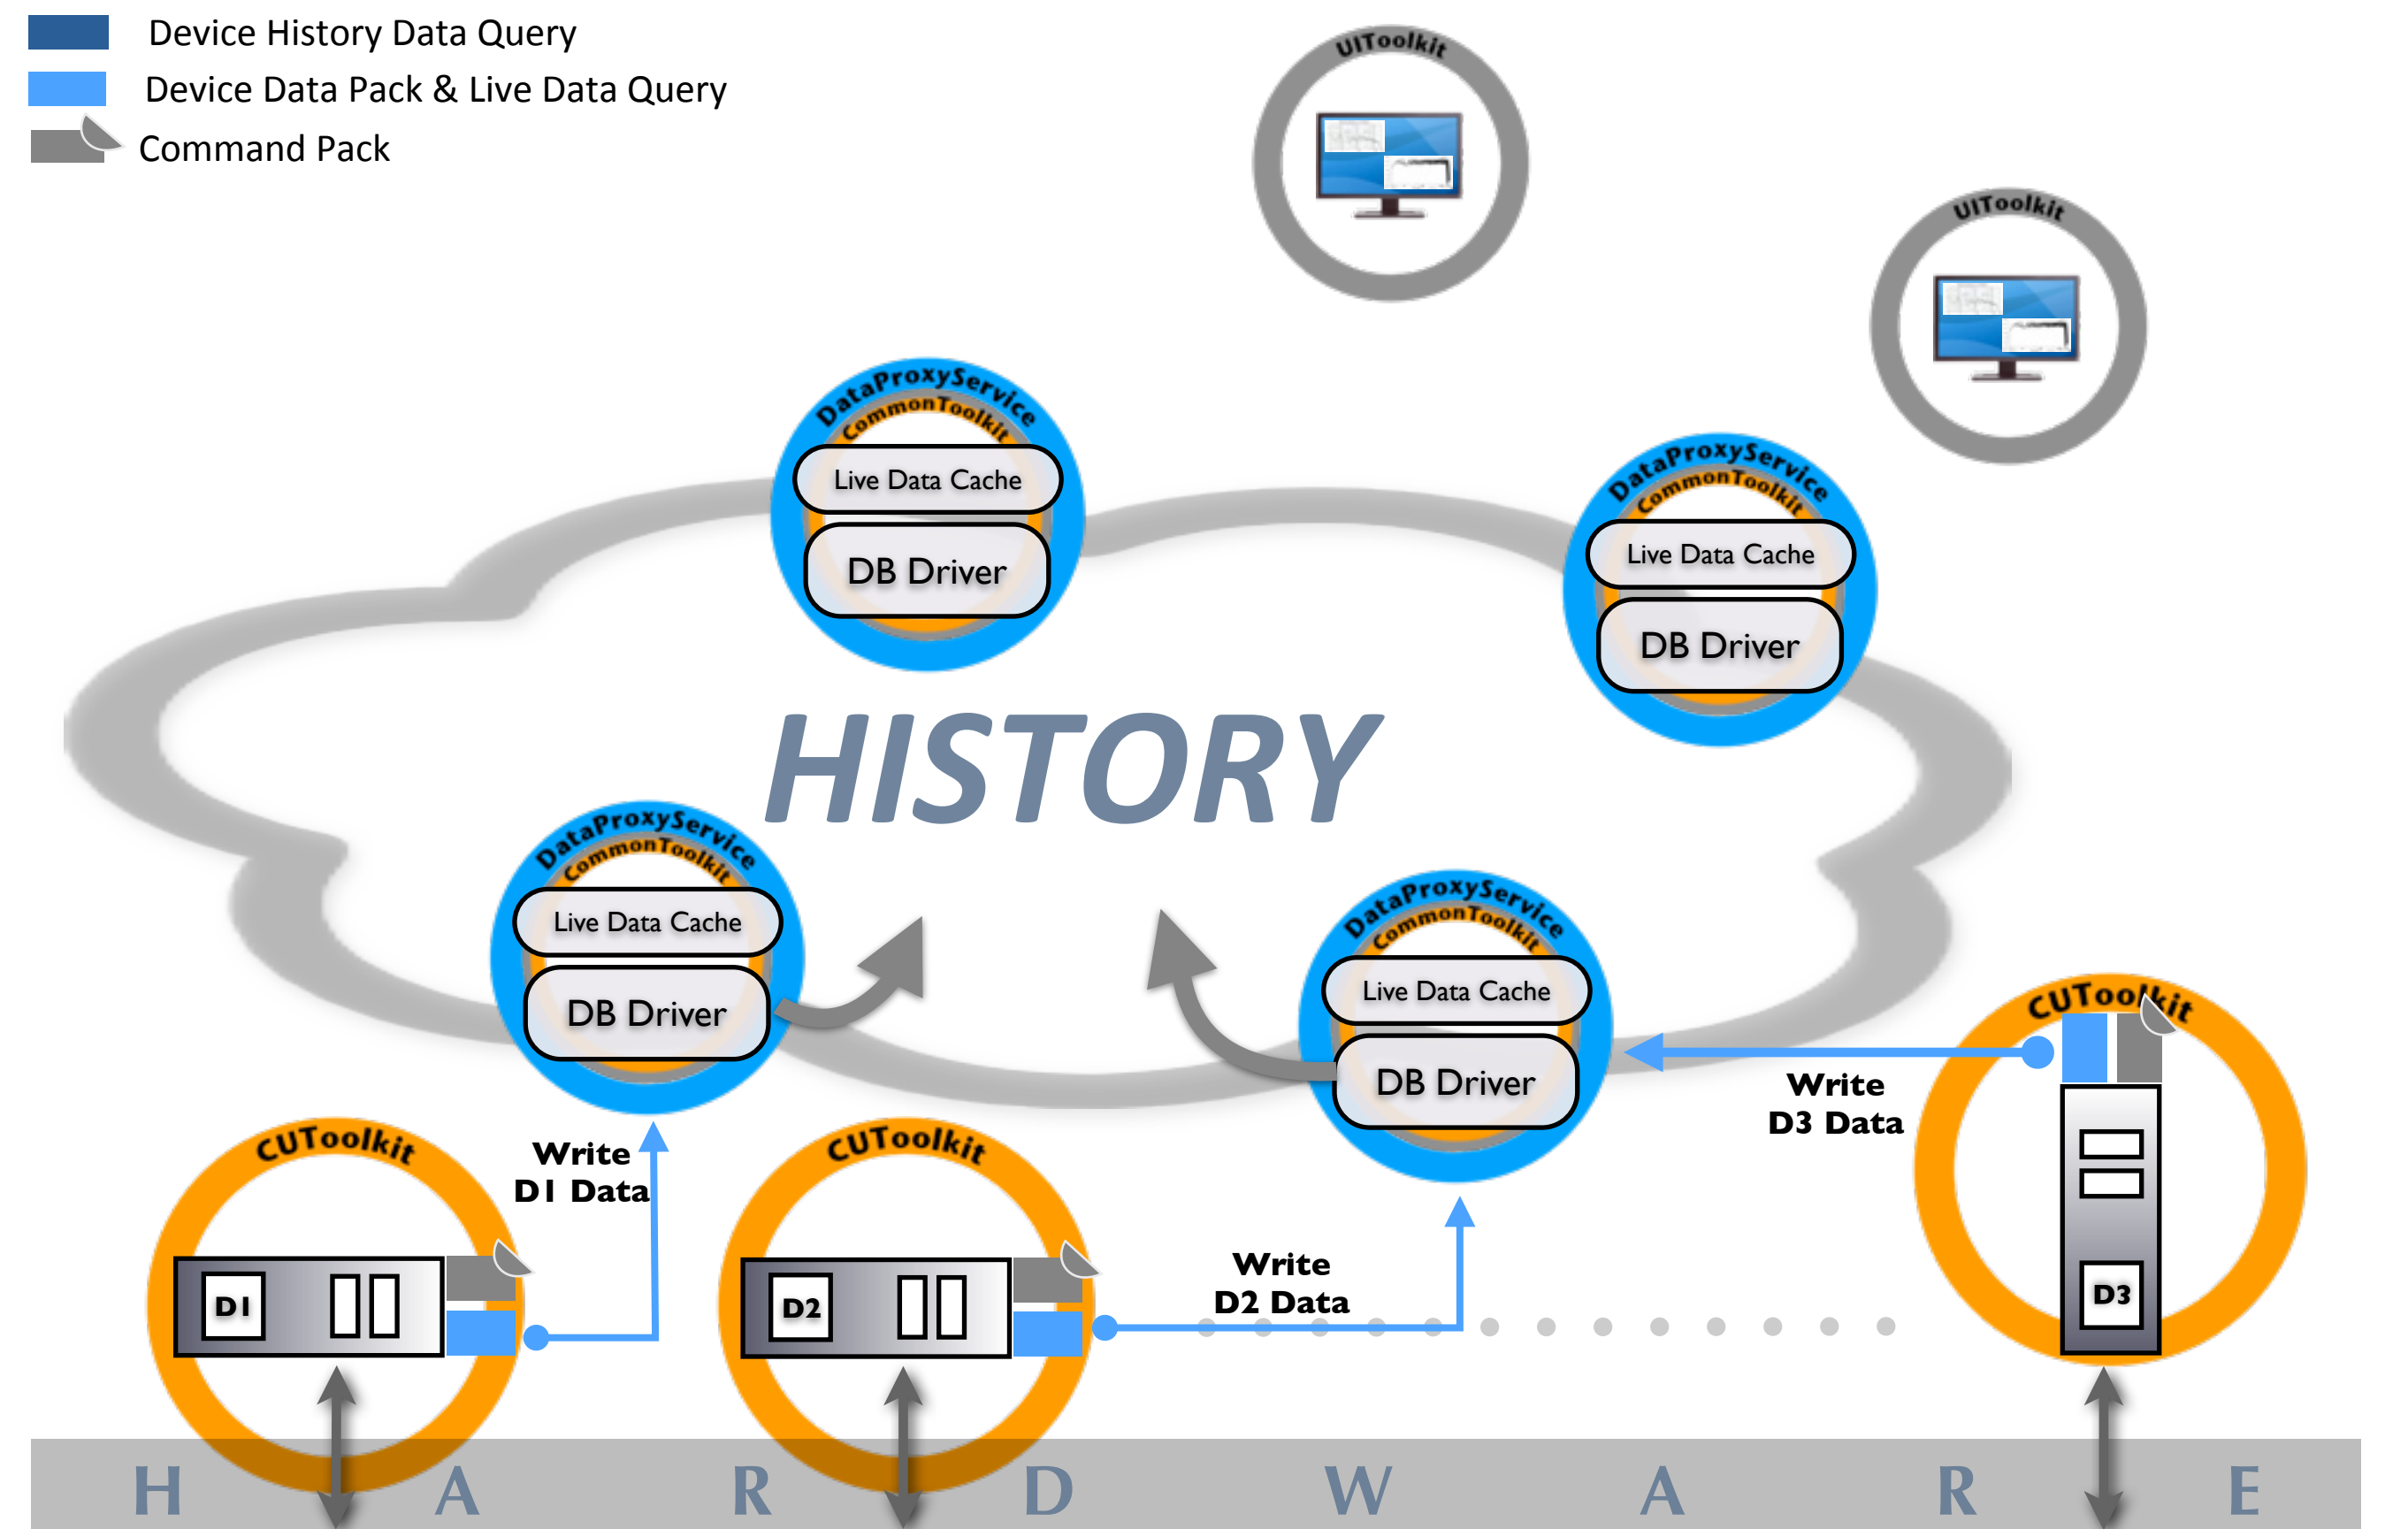 Device History Data Query
Device Data Pack & Live Data Query
Command Pack
UIToolkit
UIToolkit
DataProxyService
CommonToolkit
Live Data Cache
DB Driver
DataProxyService
CommonToolkit
Live Data Cache
DB Driver
HISTORY
DataProxyService
CommonToolkit
Live Data Cache
DB Driver
DataProxyService
CommonToolkit
Live Data Cache
DB Driver
CUToolkit
Write
D3 Data
D3
CUToolkit
Write
D1 Data
D1
CUToolkit
Write
D2 Data
D2
H A R D W A R E